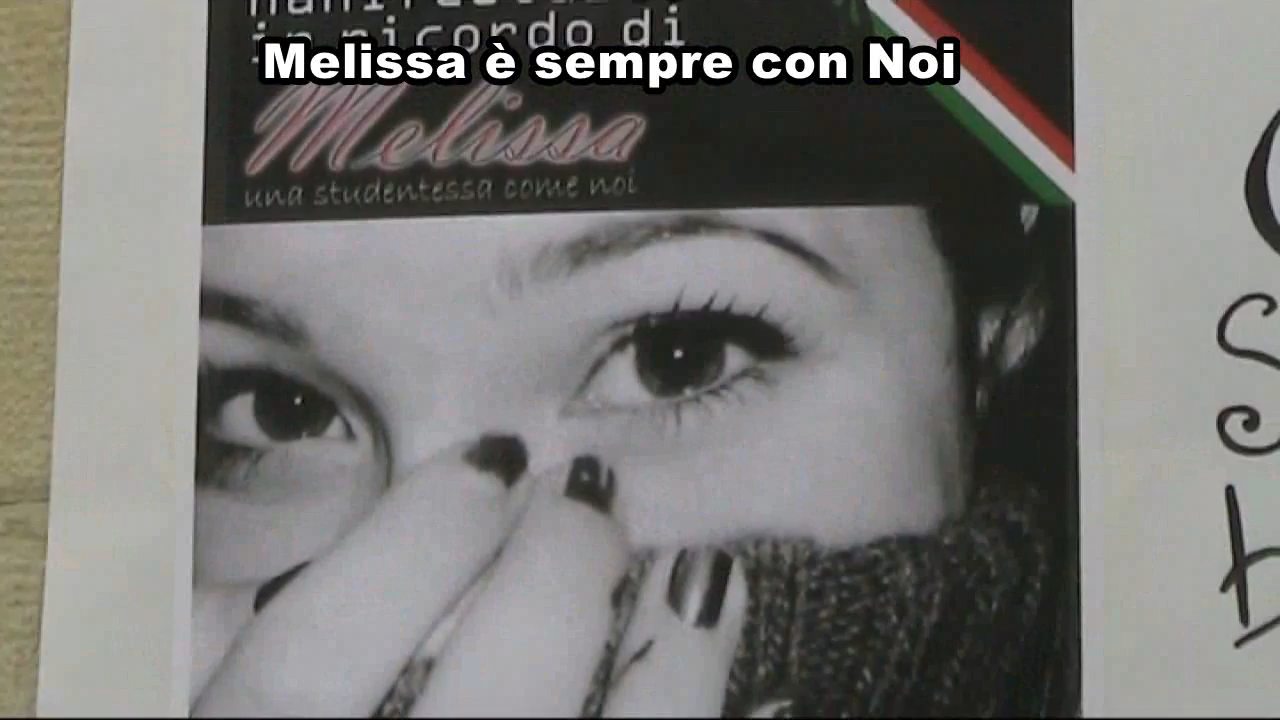 in ricordo di
Melissa è sempre con Noi
Melissa
una studentessa come noi